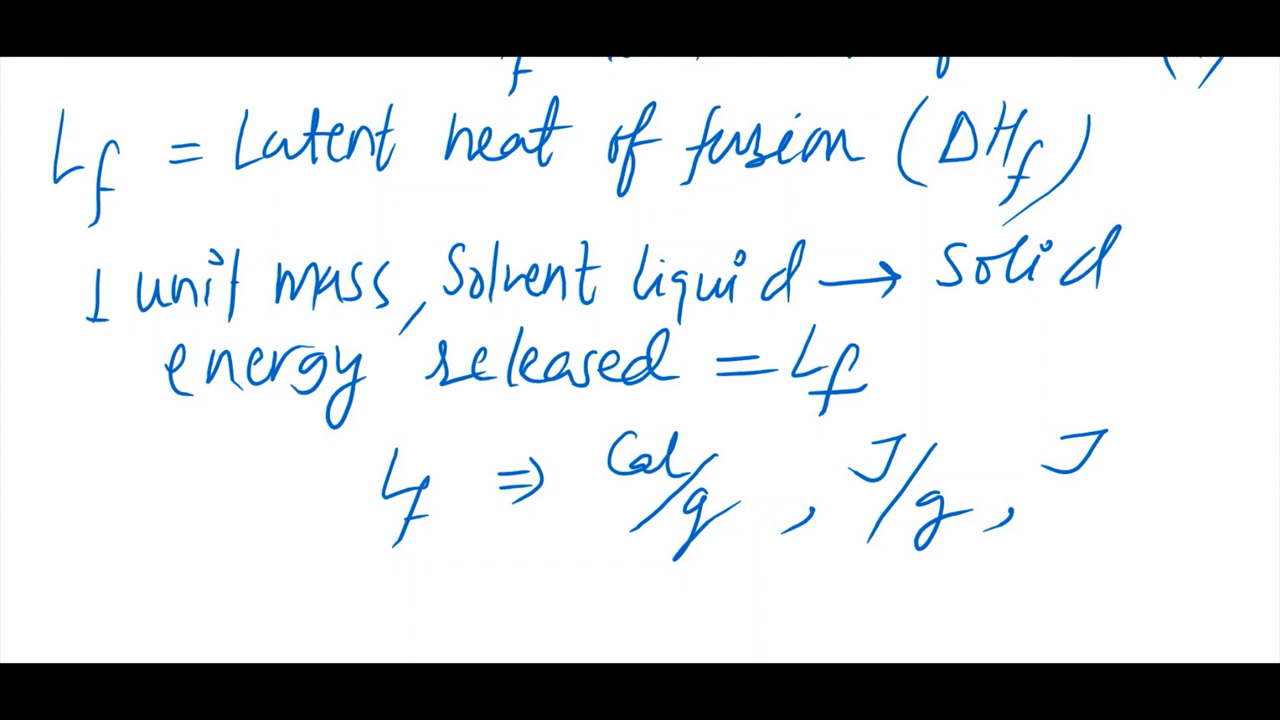 Lf = Latent heat of fusion (ΔHf)
1 unit mass, Solvent liquid → Solid
energy released = Lf
Lf ⇒ Cal/g, J/g, J